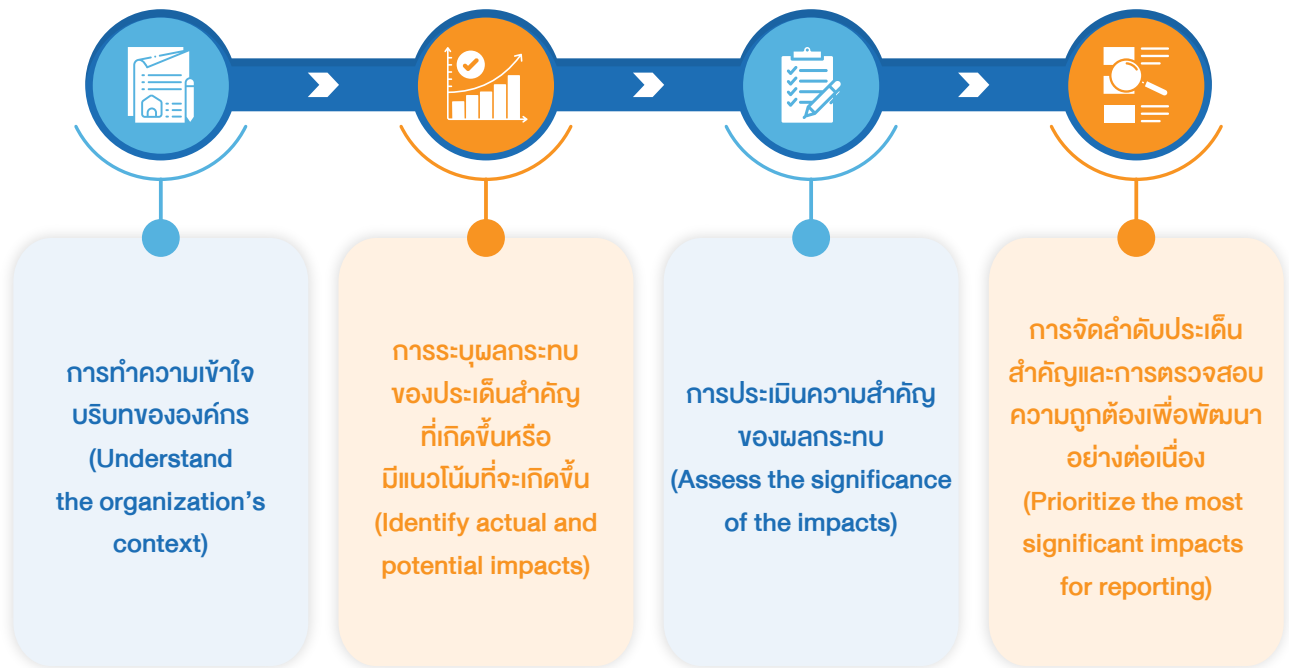 การทำความเข้าใจ
บริบทขององค์กร
(Understand
the organization’s
context)
การระบุผลกระทบ
ของประเด็นสำคัญ
ที่เกิดขึ้นหรือ
มีแนวโน้มที่จะเกิดขึ้น
(Identify actual and
potential impacts)
การประเมินความสำคัญ
ของผลกระทบ
(Assess the significance
of the impacts)
การจัดลำดับประเด็น
สำคัญและการตรวจสอบ
ความถูกต้องเพื่อพัฒนา
อย่างต่อเนื่อง
(Prioritize the most
significant impacts
for reporting)